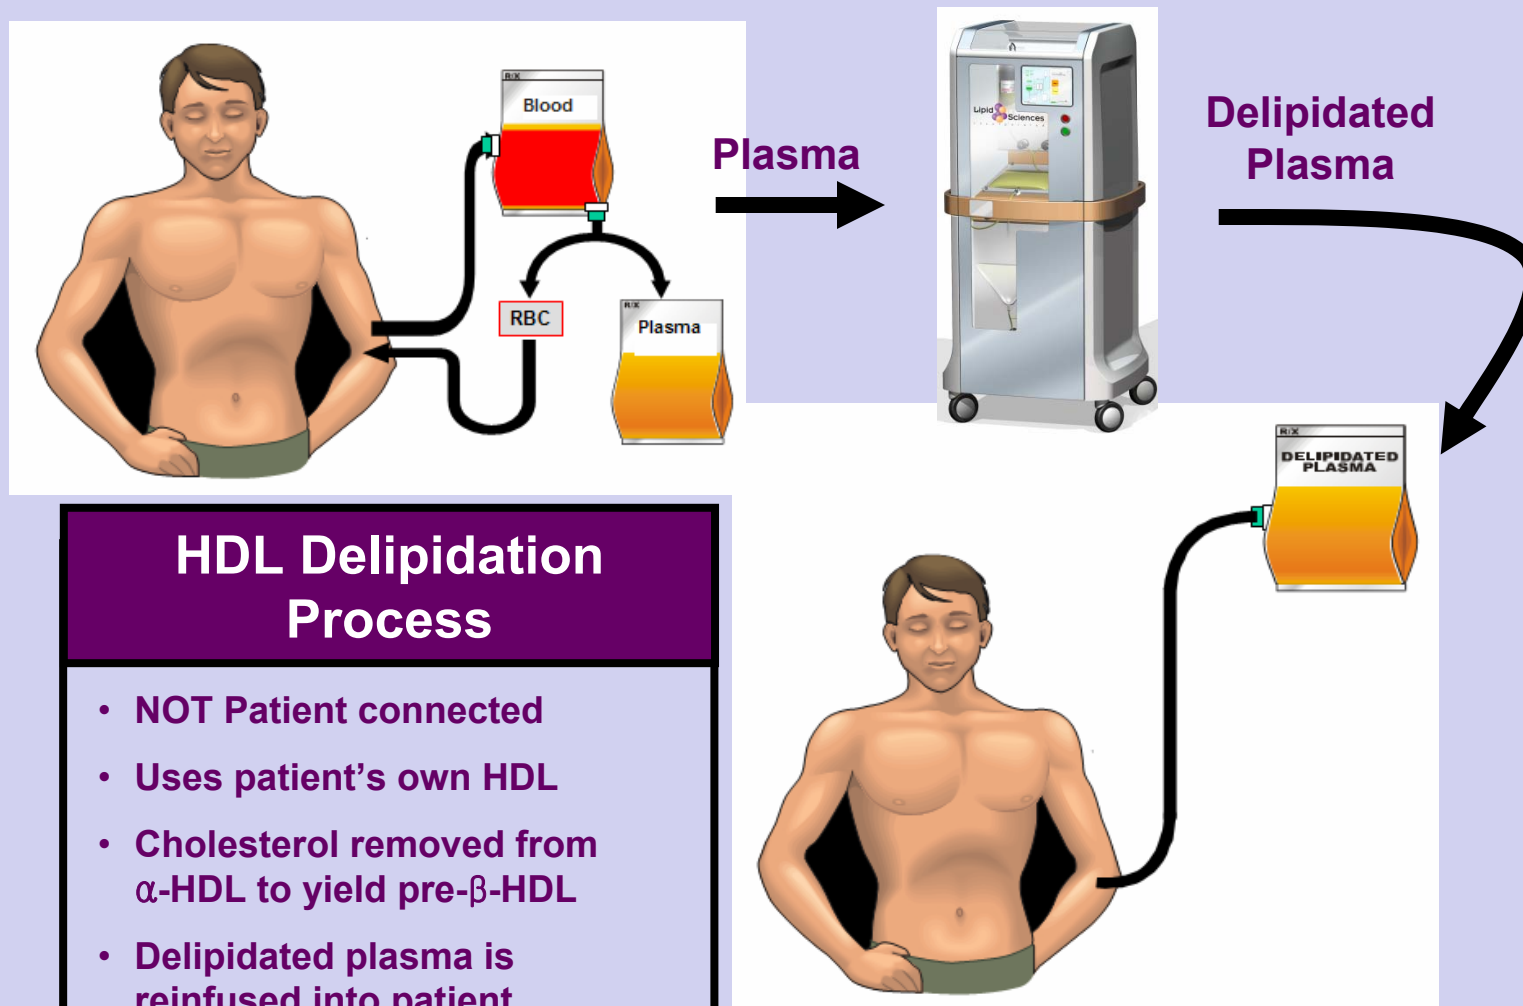 R/X
Blood
RBC
R/X
Plasma
Plasma
Lipid Sciences
Delipidated
Plasma
R/X
DELIPIDATED
PLASMA
HDL Delipidation
Process
• NOT Patient connected
• Uses patient’s own HDL
• Cholesterol removed from
α-HDL to yield pre-β-HDL
• Delipidated plasma is
reinfused into patient